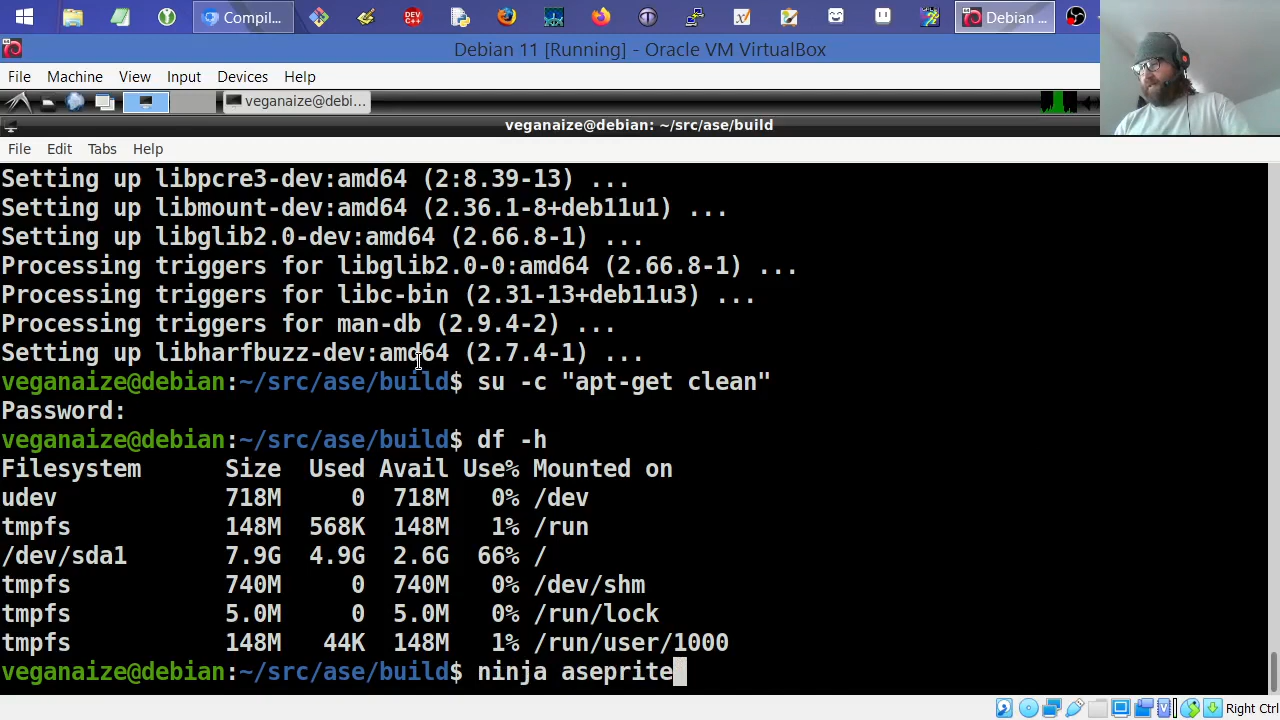 Compil...
Debian ...
DEV C++
Debian 11 [Running] - Oracle VM VirtualBox
File Machine View Input Devices Help
veganaize@debi...
veganaize@debian: ~/src/ase/build
File Edit Tabs Help
Setting up libpcre3-dev:amd64 (2:8.39-13) ...
Setting up libmount-dev:amd64 (2.36.1-8+deb11u1) ...
Setting up libglib2.0-dev:amd64 (2.66.8-1) ...
Processing triggers for libglib2.0-0:amd64 (2.66.8-1) ...
Processing triggers for libc-bin (2.31-13+deb11u3) ...
Processing triggers for man-db (2.9.4-2) ...
Setting up libharfbuzz-dev:amd64 (2.7.4-1) ...
veganaize@debian:~/src/ase/build$ su -c "apt-get clean"
Password:
veganaize@debian:~/src/ase/build$ df -h
Filesystem Size Used Avail Use% Mounted on
udev 718M 0 718M 0% /dev
tmpfs 148M 568K 148M 1% /run
/dev/sda1 7.9G 4.9G 2.6G 66% /
tmpfs 740M 0 740M 0% /dev/shm
tmpfs 5.0M 0 5.0M 0% /run/lock
tmpfs 148M 44K 148M 1% /run/user/1000
veganaize@debian:~/src/ase/build$ ninja aseprite
Right Ctrl